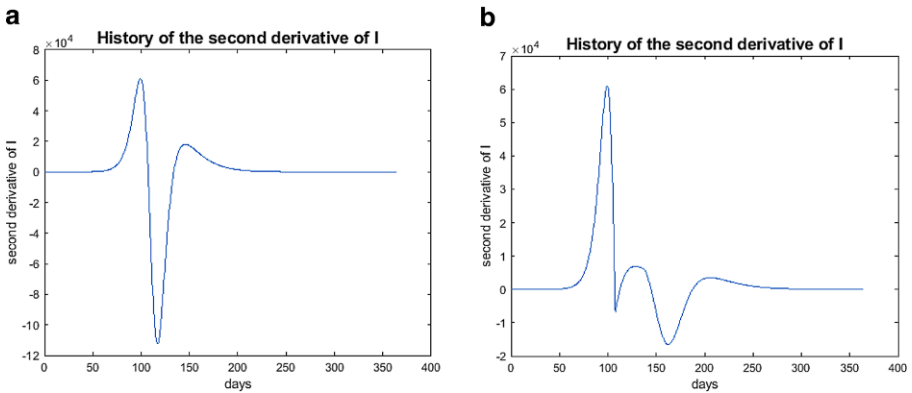 a
History of the second derivative of I
×10⁴
8
6
4
2
0
-2
-4
-6
-8
-10
-12
0 50 100 150 200 250 300 350 400
days
second derivative of I
b
History of the second derivative of I
×10⁴
7
6
5
4
3
2
1
0
-1
-2
0 50 100 150 200 250 300 350 400
days
second derivative of I